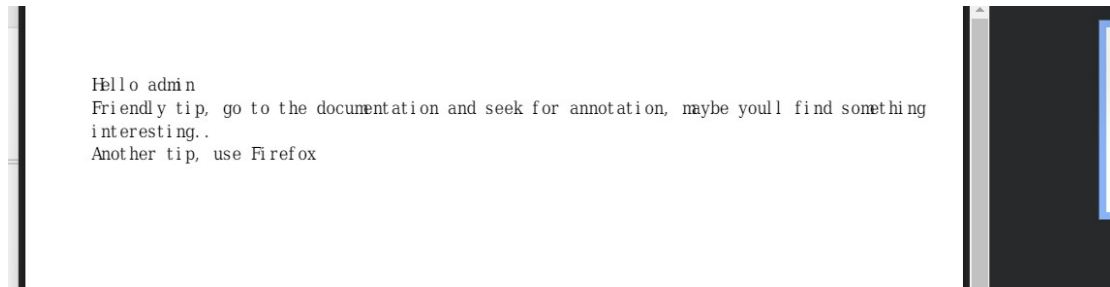 Hello admin
Friendly tip, go to the documentation and seek for annotation, maybe youll find something
interesting..
Another tip, use Firefox